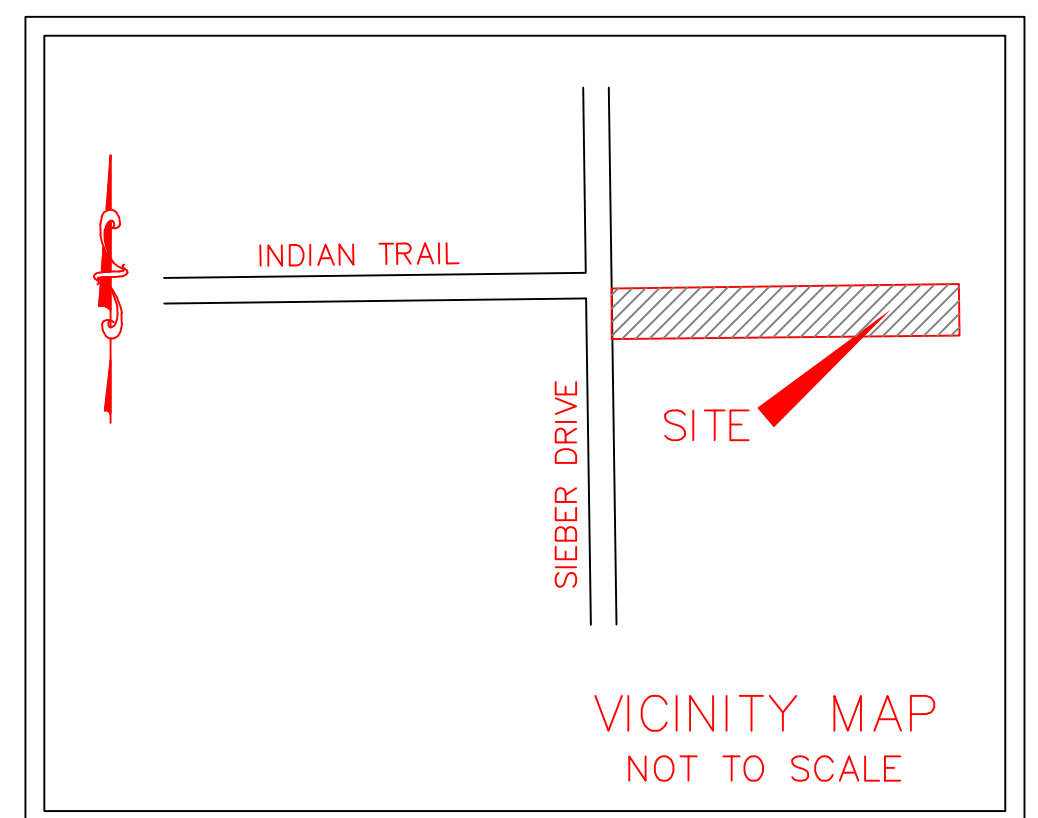 INDIAN TRAIL
SIEBER DRIVE
SITE
VICINITY MAP
NOT TO SCALE